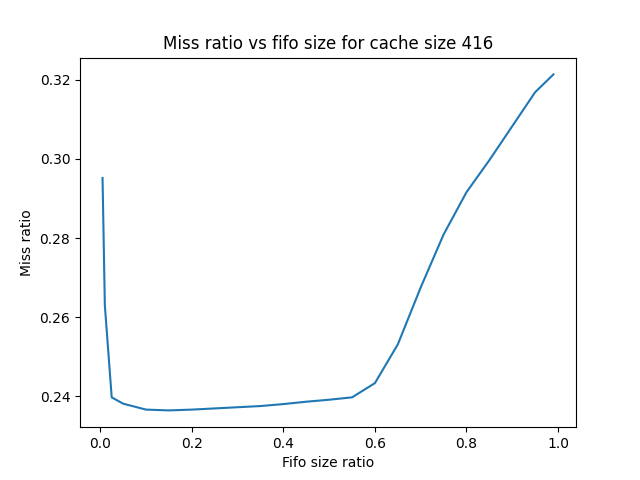 Miss ratio vs fifo size for cache size 416
0.32
0.30
0.28
0.26
0.24
Miss ratio
0.0 0.2 0.4 0.6 0.8 1.0
Fifo size ratio